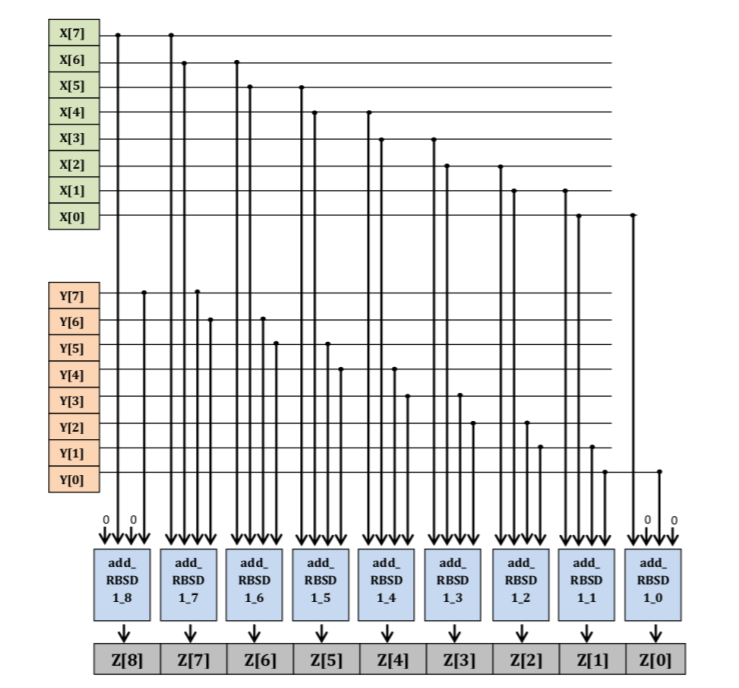 X[7]
X[6]
X[5]
X[4]
X[3]
X[2]
X[1]
X[0]
Y[7]
Y[6]
Y[5]
Y[4]
Y[3]
Y[2]
Y[1]
Y[0]
0 0 0 0
add_ add_ add_ add_ add_ add_ add_ add_ add_
RBSD RBSD RBSD RBSD RBSD RBSD RBSD RBSD RBSD
1_8 1_7 1_6 1_5 1_4 1_3 1_2 1_1 1_0
Z[8] Z[7] Z[6] Z[5] Z[4] Z[3] Z[2] Z[1] Z[0]